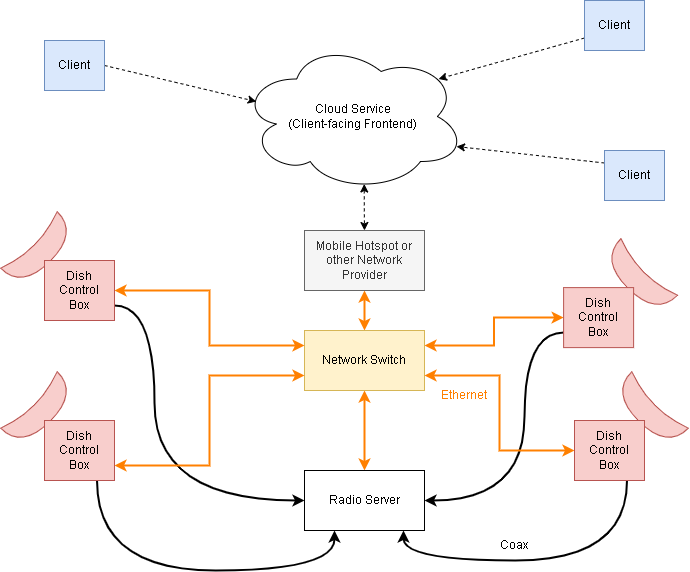 Client
Client
Cloud Service
(Client-facing Frontend)
Client
Mobile Hotspot or
other Network
Provider
Dish
Control
Box
Dish
Control
Box
Network Switch
Ethernet
Dish
Control
Box
Dish
Control
Box
Radio Server
Coax